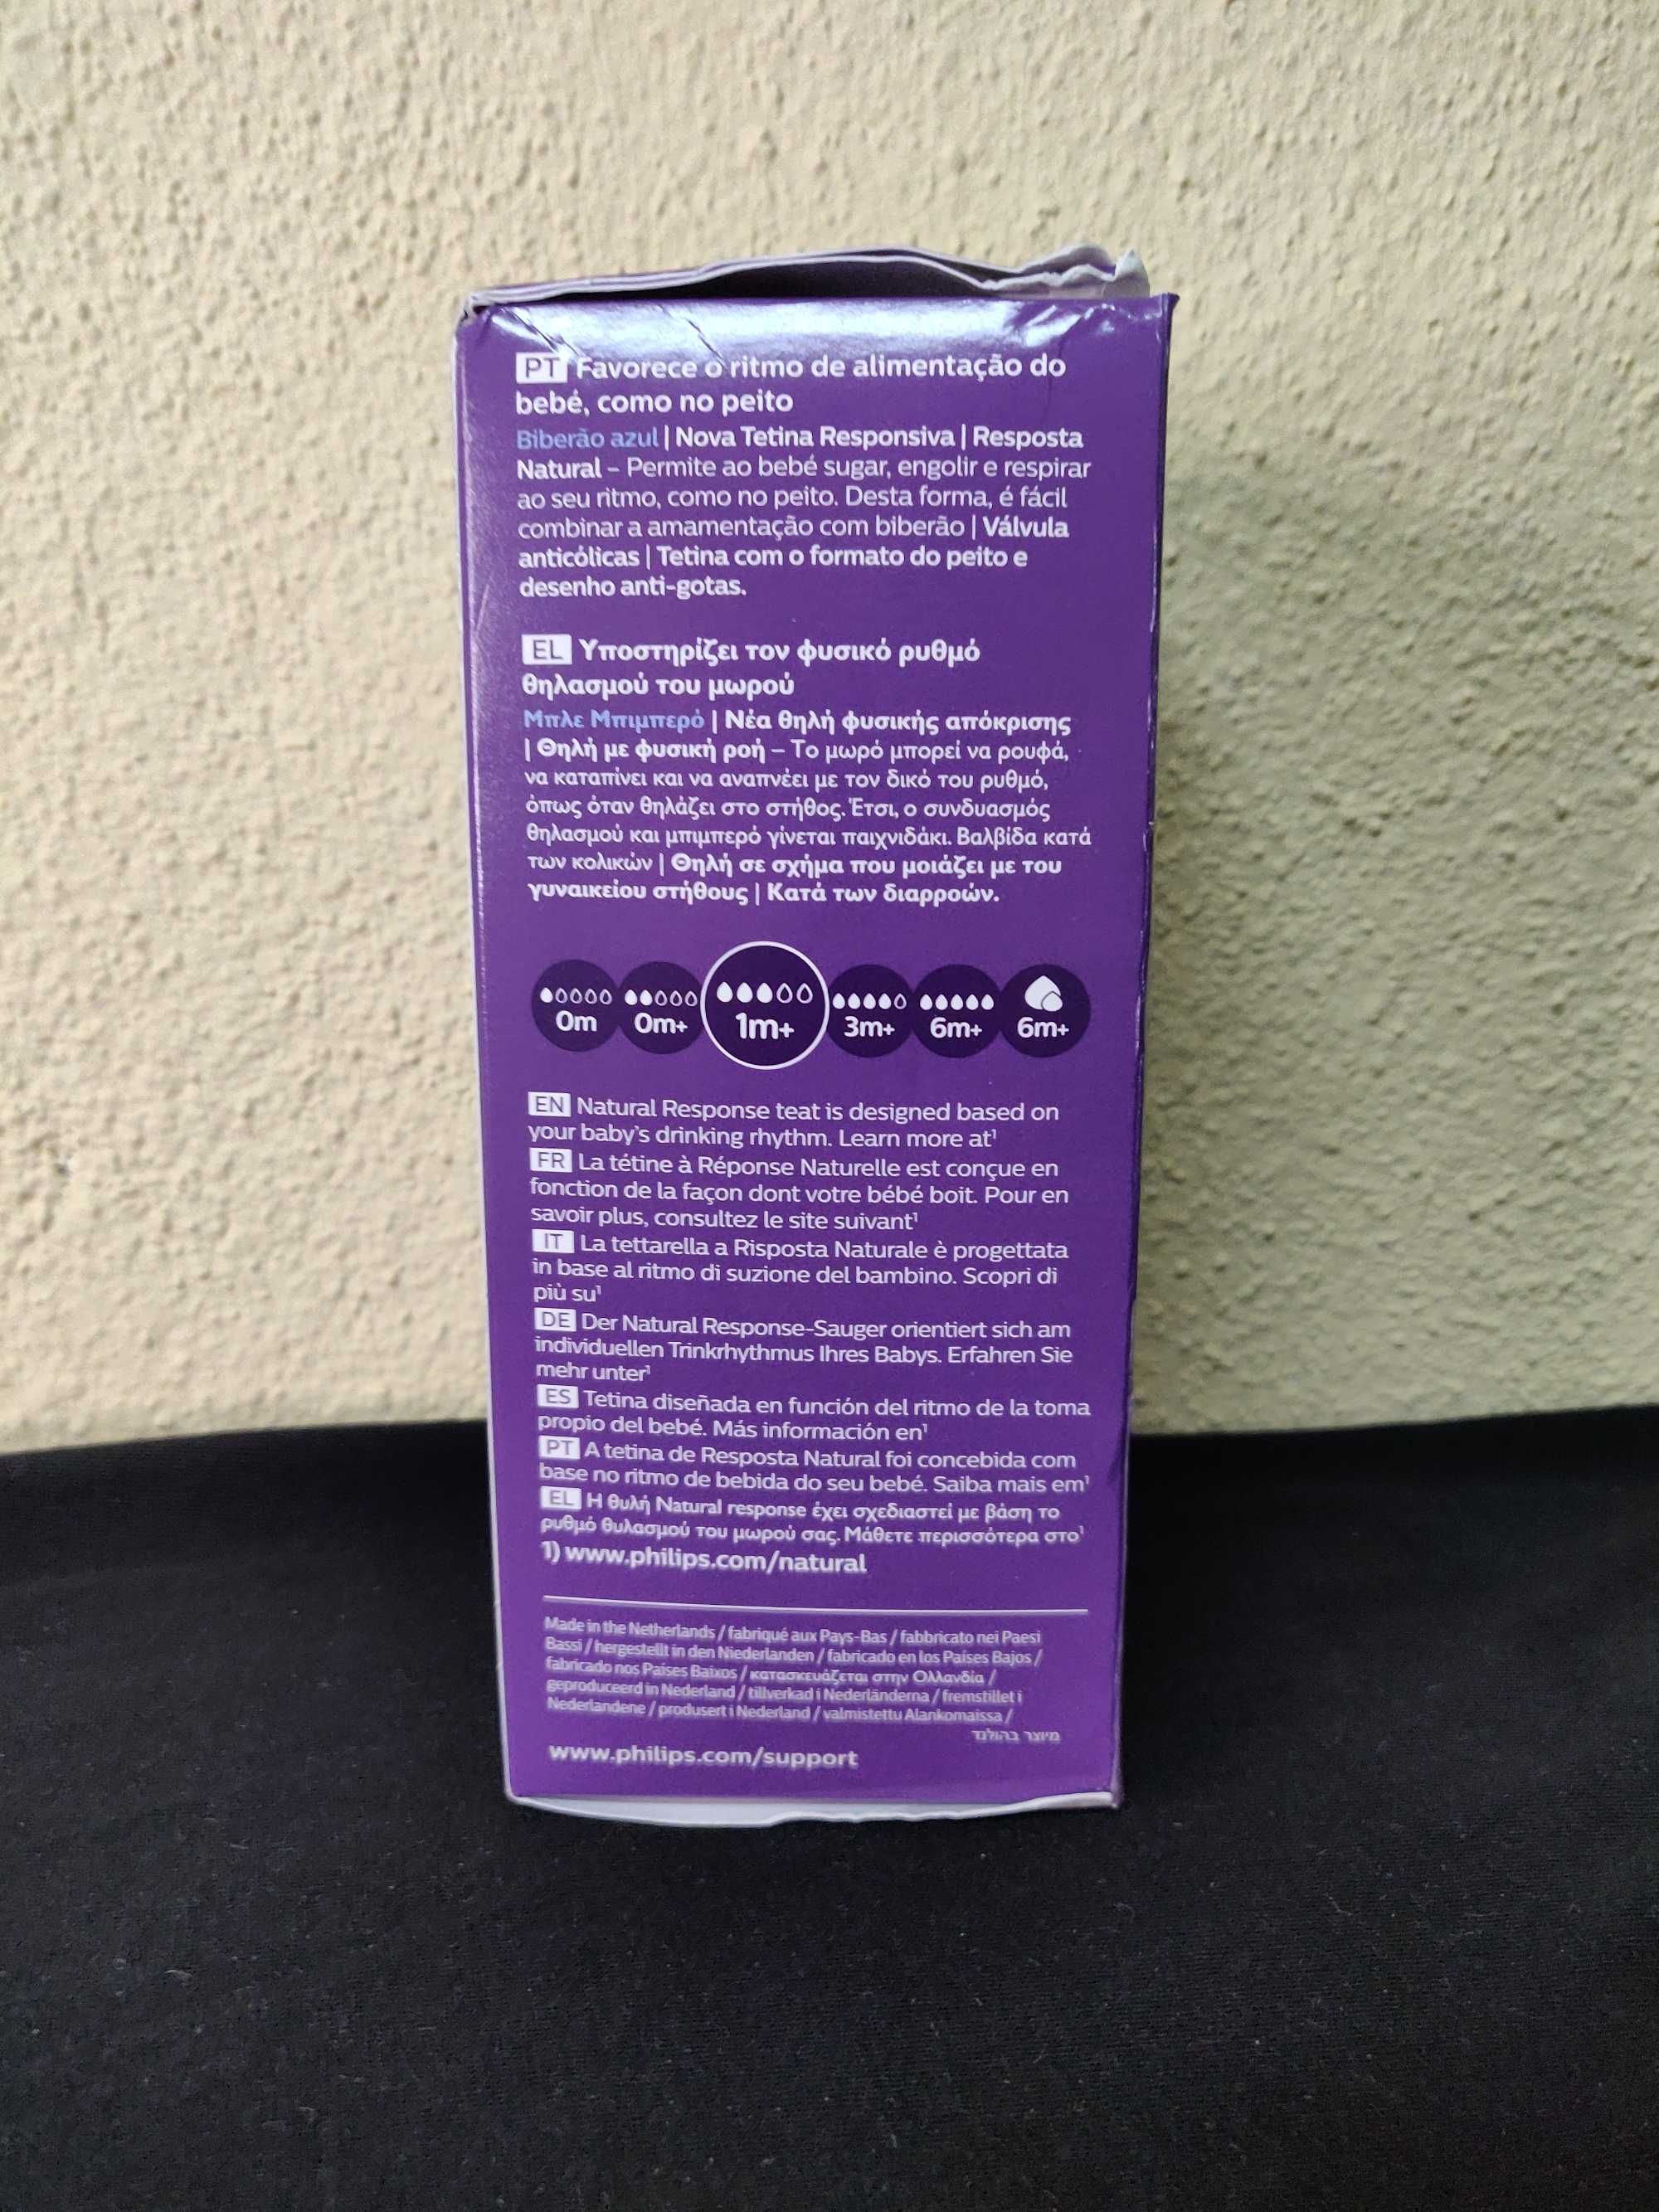 PT Favorece o ritmo de alimentação do
bebé, como no peito
Biberão azul | Nova Tetina Responsiva | Resposta
Natural – Permite ao bebé sugar, engolir e respirar
ao seu ritmo, como no peito. Desta forma, é fácil
combinar a amamentação com biberão | Válvula
anticólicas | Tetina com o formato do peito e
desenho anti-gotas.
EL Υποστηρίζει τον φυσικό ρυθμό
θηλασμού του μωρού
Μπλε Μπιμπερό | Νέα θηλή φυσικής απόκρισης
| Θηλή με φυσική ροή – Το μωρό μπορεί να ρουφά,
να καταπίνει και να αναπνέει με τον δικό του ρυθμό,
όπως όταν θηλάζει στο στήθος. Έτσι, ο συνδυασμός
θηλασμού και μπιμπερό γίνεται παιχνιδάκι. Βαλβίδα κατά
των κολικών | Θηλή σε σχήμα που μοιάζει με του
γυναικείου στήθους | Κατά των διαρροών.
0m 0m+ 1m+ 3m+ 6m+ 6m+
EN Natural Response teat is designed based on
your baby's drinking rhythm. Learn more at¹
FR La tétine à Réponse Naturelle est conçue en
fonction de la façon dont votre bébé boit. Pour en
savoir plus, consultez le site suivant¹
IT La tettarella a Risposta Naturale è progettata
in base al ritmo di suzione del bambino. Scopri di
più su¹
DE Der Natural Response-Sauger orientiert sich am
individuellen Trinkrhythmus Ihres Babys. Erfahren Sie
mehr unter¹
ES Tetina diseñada en función del ritmo de la toma
propio del bebé. Más información en¹
PT A tetina de Resposta Natural foi concebida com
base no ritmo de bebida do seu bebé. Saiba mais em¹
EL Η θυλή Natural response έχει σχεδιαστεί με βάση το
ρυθμό θυλασμού του μωρού σας. Μάθετε περισσότερα στο¹
1) www.philips.com/natural
Made in the Netherlands / fabriqué aux Pays-Bas / fabbricato nei Paesi
Bassi / hergestellt in den Niederlanden / fabricado en los Países Bajos /
fabricado nos Países Baixos / κατασκευάζεται στην Ολλανδία /
geproduceerd in Nederland / tillverkad i Nederländerna / fremstillet i
Nederlandene / produsert i Nederland / valmistettu Alankomaissa /
מיוצר בהולנד
www.philips.com/support